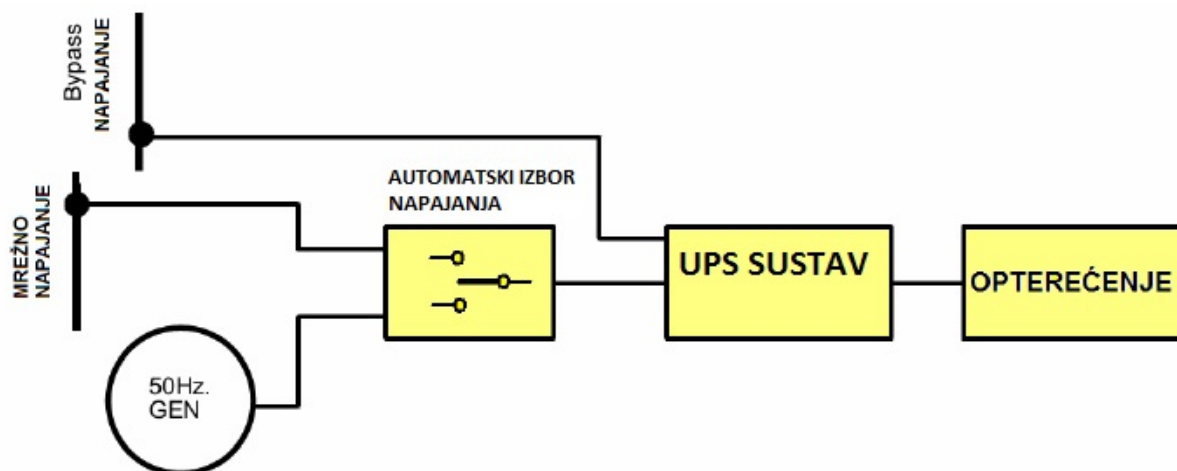 Bypass
NAPAJANJE
MREŽNO
NAPAJANJE
AUTOMATSKI IZBOR
NAPAJANJA
UPS SUSTAV
OPTEREĆENJE
50Hz.
GEN